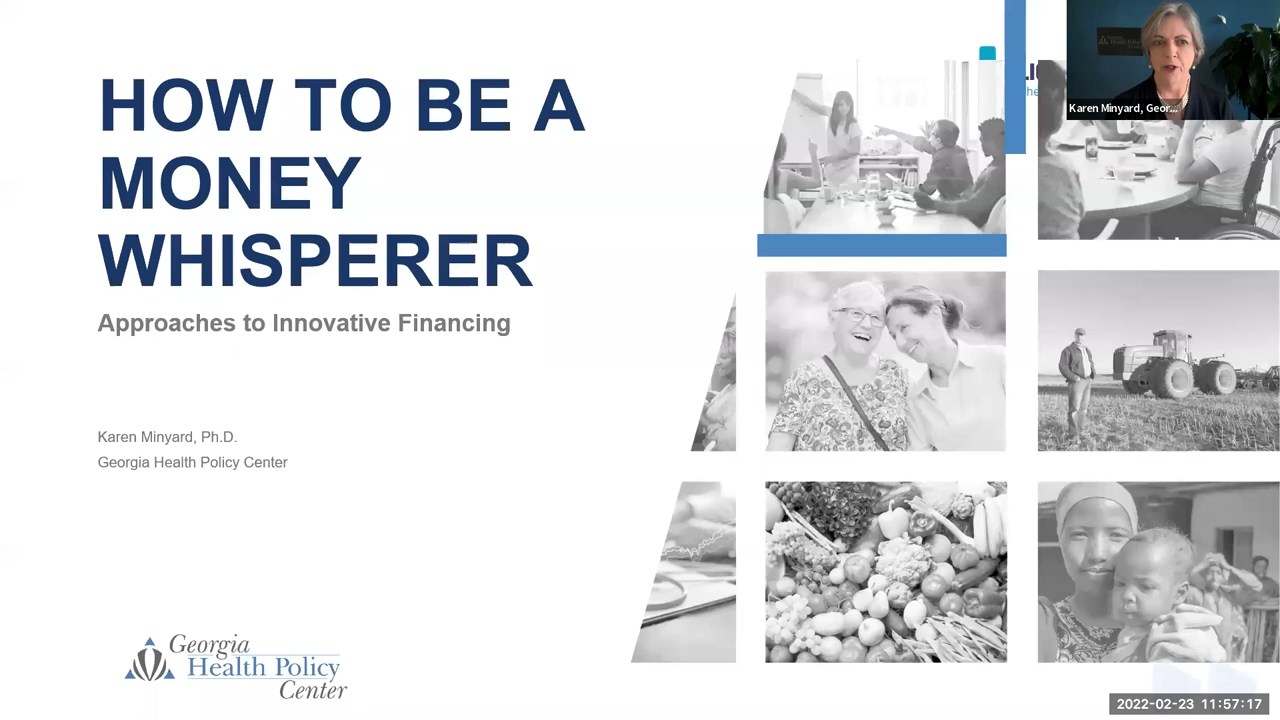 HOW TO BE A
MONEY
WHISPERER
Approaches to Innovative Financing
Karen Minyard, Ph.D.
Georgia Health Policy Center
Georgia
Health Policy
Center
Karen Minyard, Geor...
2022-02-23 11:57:17